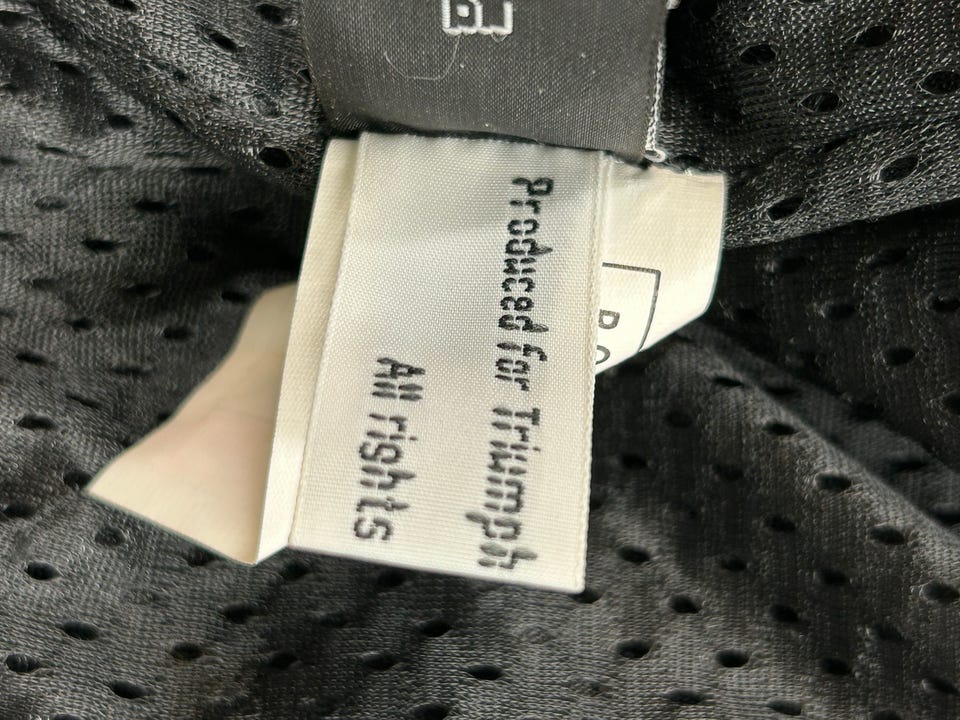 Produced for Triumph
All rights